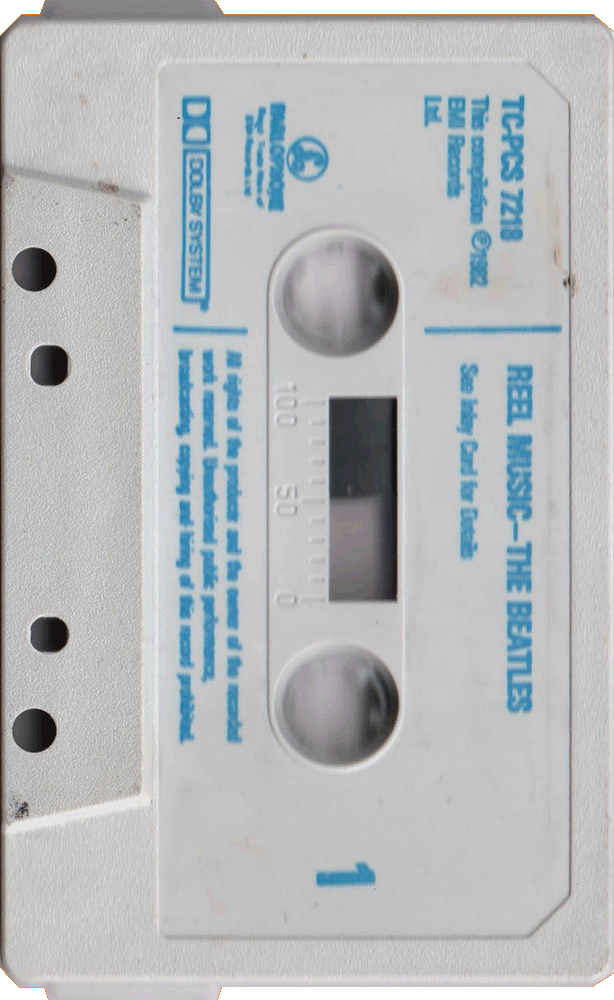 TC-PCS 7218
This compilation ℗1982
EMI Records
Ltd.
REEL MUSIC—THE BEATLES
See Inlay Card for Details
PARLOPHONE
100 50 0
1
All rights of the producer and the owner of the recorded
work reserved. Unauthorised public performance,
broadcasting, copying and hiring of this record prohibited.
DOLBY SYSTEM